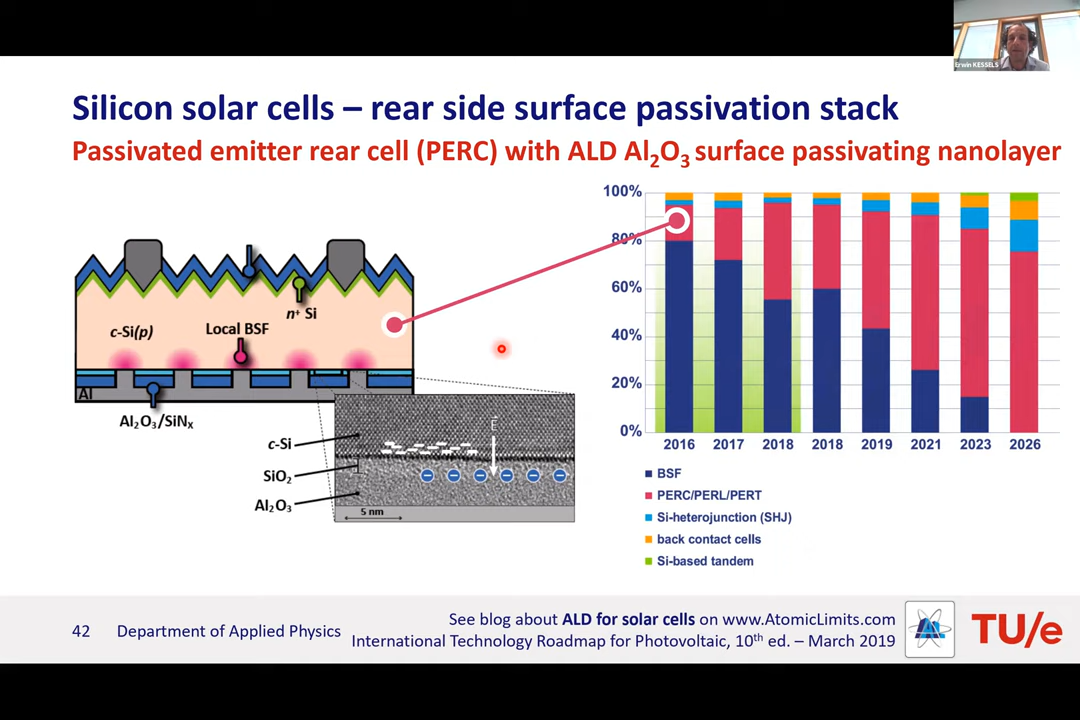 Erwin KESSELS
Silicon solar cells – rear side surface passivation stack
Passivated emitter rear cell (PERC) with ALD Al₂O₃ surface passivating nanolayer
n⁺ Si
c-Si(p)
Local BSF
Al
Al₂O₃/SiNₓ
c-Si
SiO₂
Al₂O₃
E
5 nm
100%
80%
60%
40%
20%
0%
2016 2017 2018 2018 2019 2021 2023 2026
BSF
PERC/PERL/PERT
Si-heterojunction (SHJ)
back contact cells
Si-based tandem
42 Department of Applied Physics
See blog about ALD for solar cells on www.AtomicLimits.com
International Technology Roadmap for Photovoltaic, 10th ed. – March 2019
TU/e